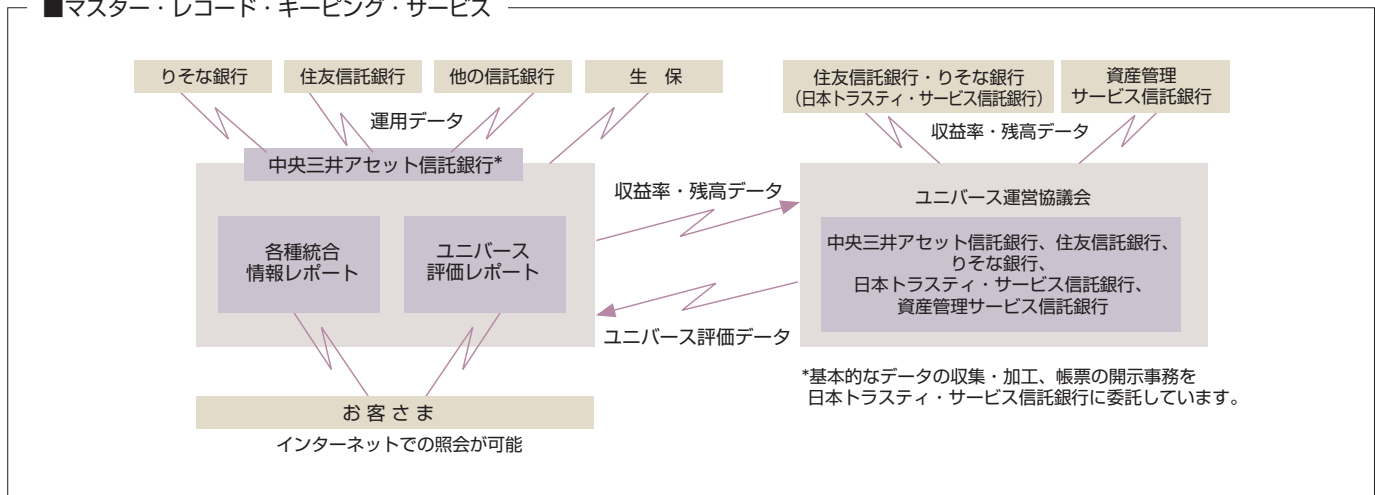 ■マスター・レコード・キーピング・サービス
りそな銀行
住友信託銀行
他の信託銀行
生　保
運用データ
中央三井アセット信託銀行*
各種統合
情報レポート
ユニバース
評価レポート
お 客 さ ま
インターネットでの照会が可能
収益率・残高データ
ユニバース評価データ
住友信託銀行・りそな銀行
（日本トラスティ・サービス信託銀行）
資産管理
サービス信託銀行
収益率・残高データ
ユニバース運営協議会
中央三井アセット信託銀行、住友信託銀行、
りそな銀行、
日本トラスティ・サービス信託銀行、
資産管理サービス信託銀行
*基本的なデータの収集・加工、帳票の開示事務を
日本トラスティ・サービス信託銀行に委託しています。